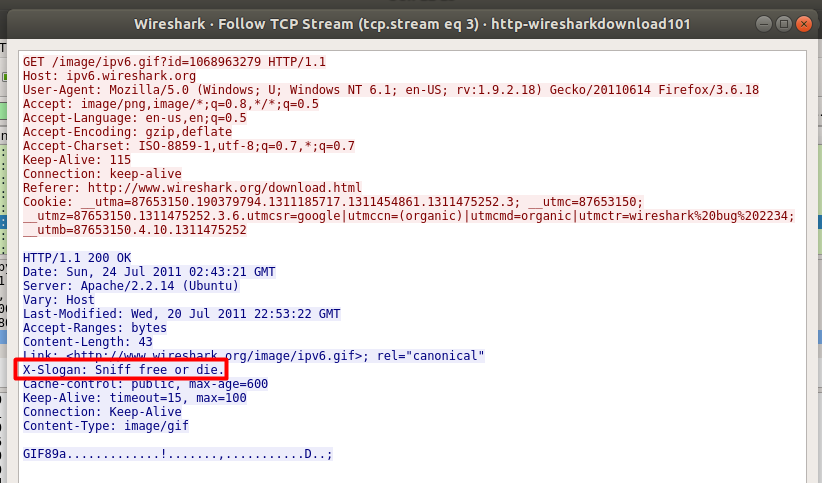 Wireshark · Follow TCP Stream (tcp.stream eq 3) · http-wiresharkdownload101
GET /image/ipv6.gif?id=1068963279 HTTP/1.1
Host: ipv6.wireshark.org
User-Agent: Mozilla/5.0 (Windows; U; Windows NT 6.1; en-US; rv:1.9.2.18) Gecko/20110614 Firefox/3.6.18
Accept: image/png,image/*;q=0.8,*/*;q=0.5
Accept-Language: en-us,en;q=0.5
Accept-Encoding: gzip,deflate
Accept-Charset: ISO-8859-1,utf-8;q=0.7,*;q=0.7
Keep-Alive: 115
Connection: keep-alive
Referer: http://www.wireshark.org/download.html
Cookie: __utma=87653150.190379794.1311185717.1311454861.1311475252.3; __utmc=87653150;
__utmz=87653150.1311475252.3.6.utmcsr=google|utmccn=(organic)|utmcmd=organic|utmctr=wireshark%20bug%202234;
__utmb=87653150.4.10.1311475252
HTTP/1.1 200 OK
Date: Sun, 24 Jul 2011 02:43:21 GMT
Server: Apache/2.2.14 (Ubuntu)
Vary: Host
Last-Modified: Wed, 20 Jul 2011 22:53:22 GMT
Accept-Ranges: bytes
Content-Length: 43
Link: <http://www.wireshark.org/image/ipv6.gif>; rel="canonical"
X-Slogan: Sniff free or die.
Cache-control: public, max-age=600
Keep-Alive: timeout=15, max=100
Connection: Keep-Alive
Content-Type: image/gif
GIF89a.............!.......,...........D..;